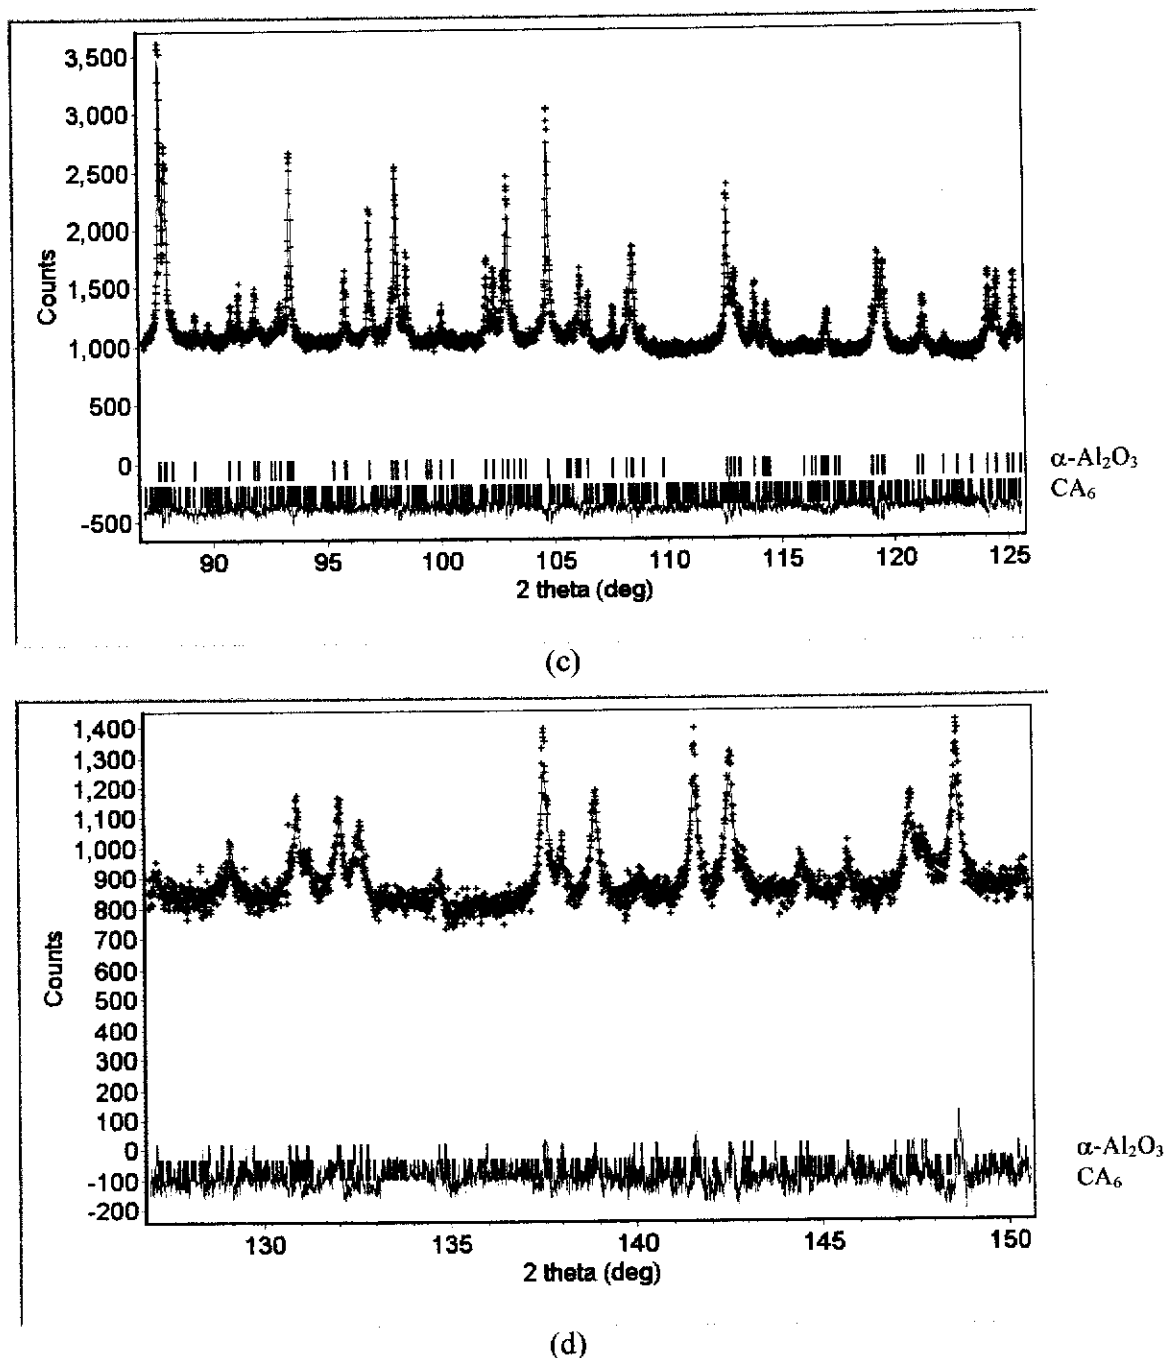 3,500
3,000
2,500
2,000
1,500
1,000
500
0
-500
Counts
α-Al₂O₃
CA₆
90 95 100 105 110 115 120 125
2 theta (deg)
(c)
1,400
1,300
1,200
1,100
1,000
900
800
700
600
500
400
300
200
100
0
-100
-200
Counts
α-Al₂O₃
CA₆
130 135 140 145 150
2 theta (deg)
(d)